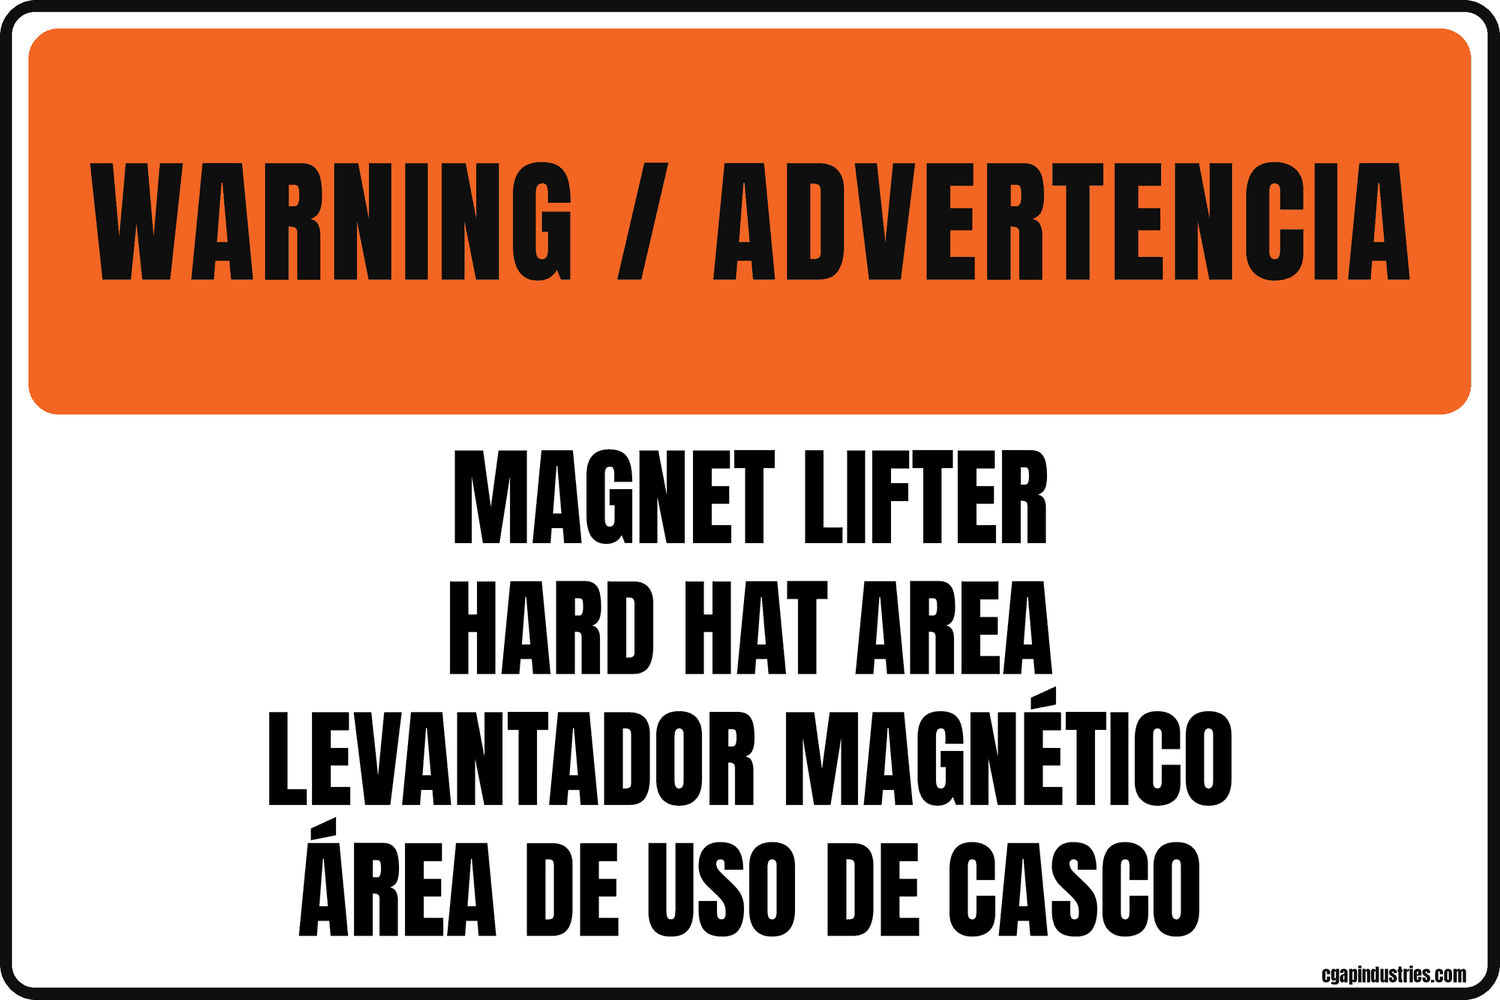 WARNING / ADVERTENCIA
MAGNET LIFTER
HARD HAT AREA
LEVANTADOR MAGNÉTICO
ÁREA DE USO DE CASCO
cgapindustries.com